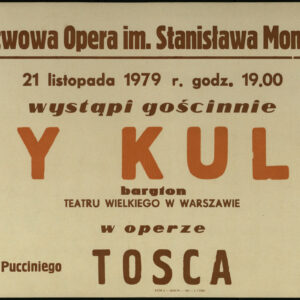 wowa Opera im. Stanisława Mon
21 listopada 1979 r. godz. 19.00
wystąpi gościnnie
Y KUL
baryton
TEATRU WIELKIEGO W WARSZAWIE
w operze
Pucciniego TOSCA